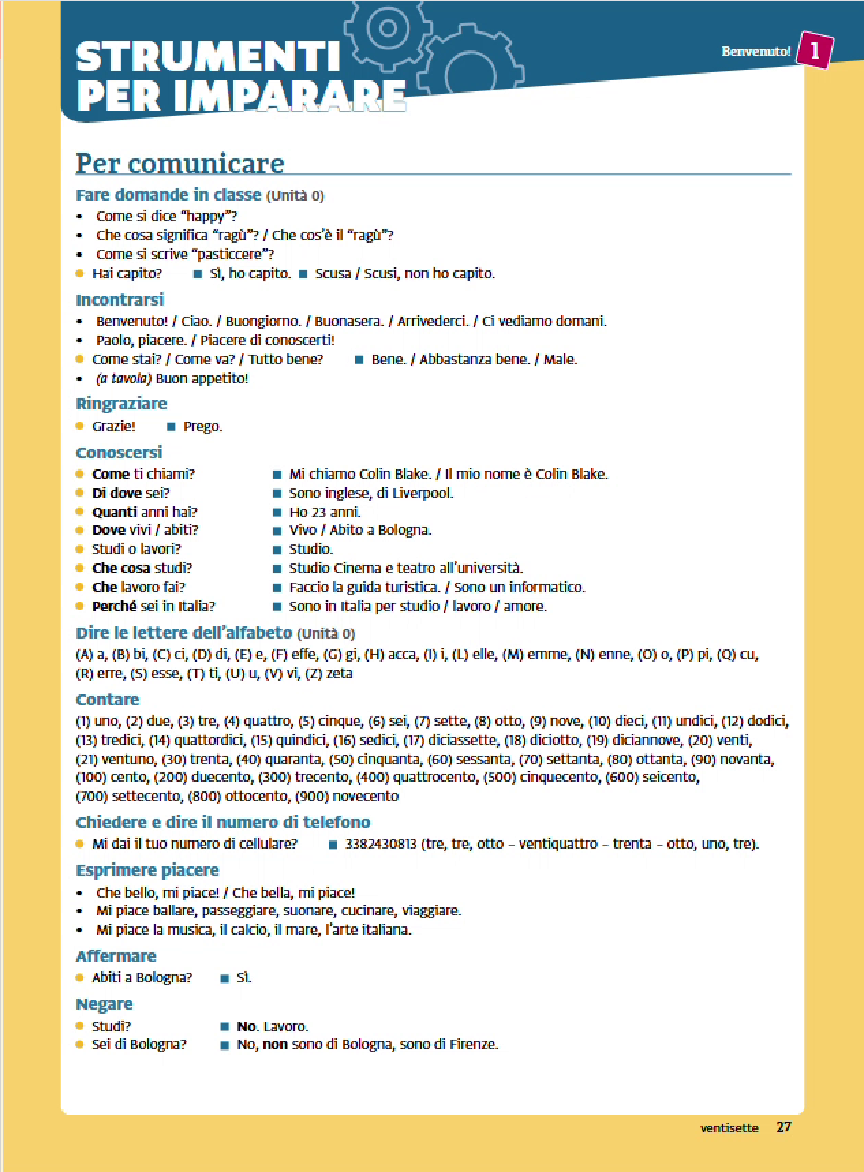 STRUMENTI
PER IMPARARE
Benvenuto! 1
Per comunicare
Fare domande in classe (Unità 0)
• Come si dice “happy”?
• Che cosa significa “ragù”? / Che cos’è il “ragù”?
• Come si scrive “pasticcere”?
● Hai capito? ■ Sì, ho capito. ■ Scusa / Scusi, non ho capito.
Incontrarsi
• Benvenuto! / Ciao. / Buongiorno. / Buonasera. / Arrivederci. / Ci vediamo domani.
• Paolo, piacere. / Piacere di conoscerti!
● Come stai? / Come va? / Tutto bene? ■ Bene. / Abbastanza bene. / Male.
• (a tavola) Buon appetito!
Ringraziare
● Grazie! ■ Prego.
Conoscersi
● Come ti chiami? ■ Mi chiamo Colin Blake. / Il mio nome è Colin Blake.
● Di dove sei? ■ Sono inglese, di Liverpool.
● Quanti anni hai? ■ Ho 23 anni.
● Dove vivi / abiti? ■ Vivo / Abito a Bologna.
● Studi o lavori? ■ Studio.
● Che cosa studi? ■ Studio Cinema e teatro all’università.
● Che lavoro fai? ■ Faccio la guida turistica. / Sono un informatico.
● Perché sei in Italia? ■ Sono in Italia per studio / lavoro / amore.
Dire le lettere dell’alfabeto (Unità 0)
(A) a, (B) bi, (C) ci, (D) di, (E) e, (F) effe, (G) gi, (H) acca, (I) i, (L) elle, (M) emme, (N) enne, (O) o, (P) pi, (Q) cu,
(R) erre, (S) esse, (T) ti, (U) u, (V) vi, (Z) zeta
Contare
(1) uno, (2) due, (3) tre, (4) quattro, (5) cinque, (6) sei, (7) sette, (8) otto, (9) nove, (10) dieci, (11) undici, (12) dodici,
(13) tredici, (14) quattordici, (15) quindici, (16) sedici, (17) diciassette, (18) diciotto, (19) diciannove, (20) venti,
(21) ventuno, (30) trenta, (40) quaranta, (50) cinquanta, (60) sessanta, (70) settanta, (80) ottanta, (90) novanta,
(100) cento, (200) duecento, (300) trecento, (400) quattrocento, (500) cinquecento, (600) seicento,
(700) settecento, (800) ottocento, (900) novecento
Chiedere e dire il numero di telefono
● Mi dai il tuo numero di cellulare? ■ 3382430813 (tre, tre, otto – ventiquattro – trenta – otto, uno, tre).
Esprimere piacere
• Che bello, mi piace! / Che bella, mi piace!
• Mi piace ballare, passeggiare, suonare, cucinare, viaggiare.
• Mi piace la musica, il calcio, il mare, l’arte italiana.
Affermare
● Abiti a Bologna? ■ Sì.
Negare
● Studi? ■ No. Lavoro.
● Sei di Bologna? ■ No, non sono di Bologna, sono di Firenze.
ventisette 27